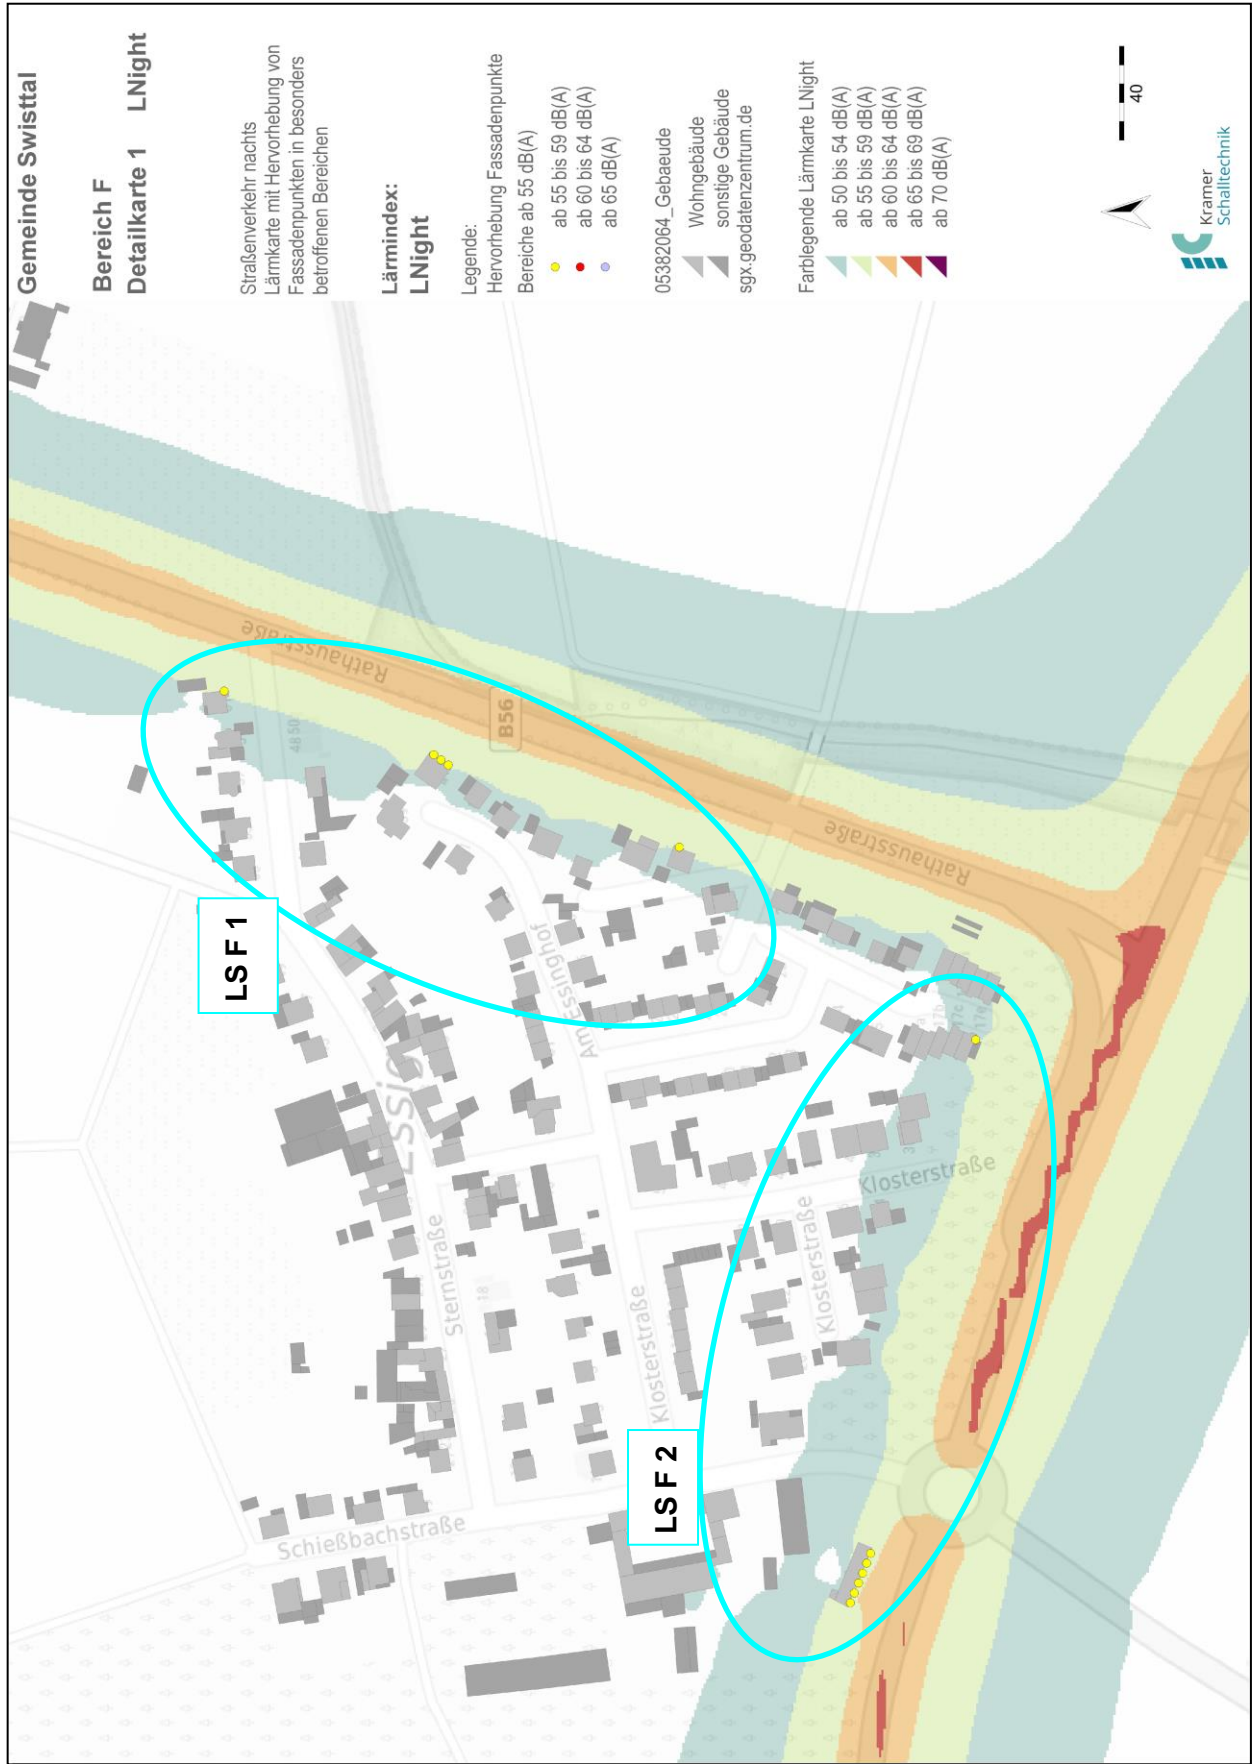 Gemeinde Swisttal
Bereich F
Detailkarte 1 LNight
Straßenverkehr nachts
Lärmkarte mit Hervorhebung von
Fassadenpunkten in besonders
betroffenen Bereichen
Lärmindex:
LNight
Legende:
Hervorhebung Fassadenpunkte
Bereiche ab 55 dB(A)
ab 55 bis 59 dB(A)
ab 60 bis 64 dB(A)
ab 65 dB(A)
05382064_Gebaeude
Wohngebäude
sonstige Gebäude
sgx.geodatenzentrum.de
Farblegende Lärmkarte LNight
ab 50 bis 54 dB(A)
ab 55 bis 59 dB(A)
ab 60 bis 64 dB(A)
ab 65 bis 69 dB(A)
ab 70 dB(A)
40
Kramer
Schalltechnik
LS F 1
LS F 2
Rathausstraße
B56
Rathausstraße
Am Essinghof
Essig
Sternstraße
Klosterstraße
Klosterstraße
Klosterstraße
Schießbachstraße
18
17e